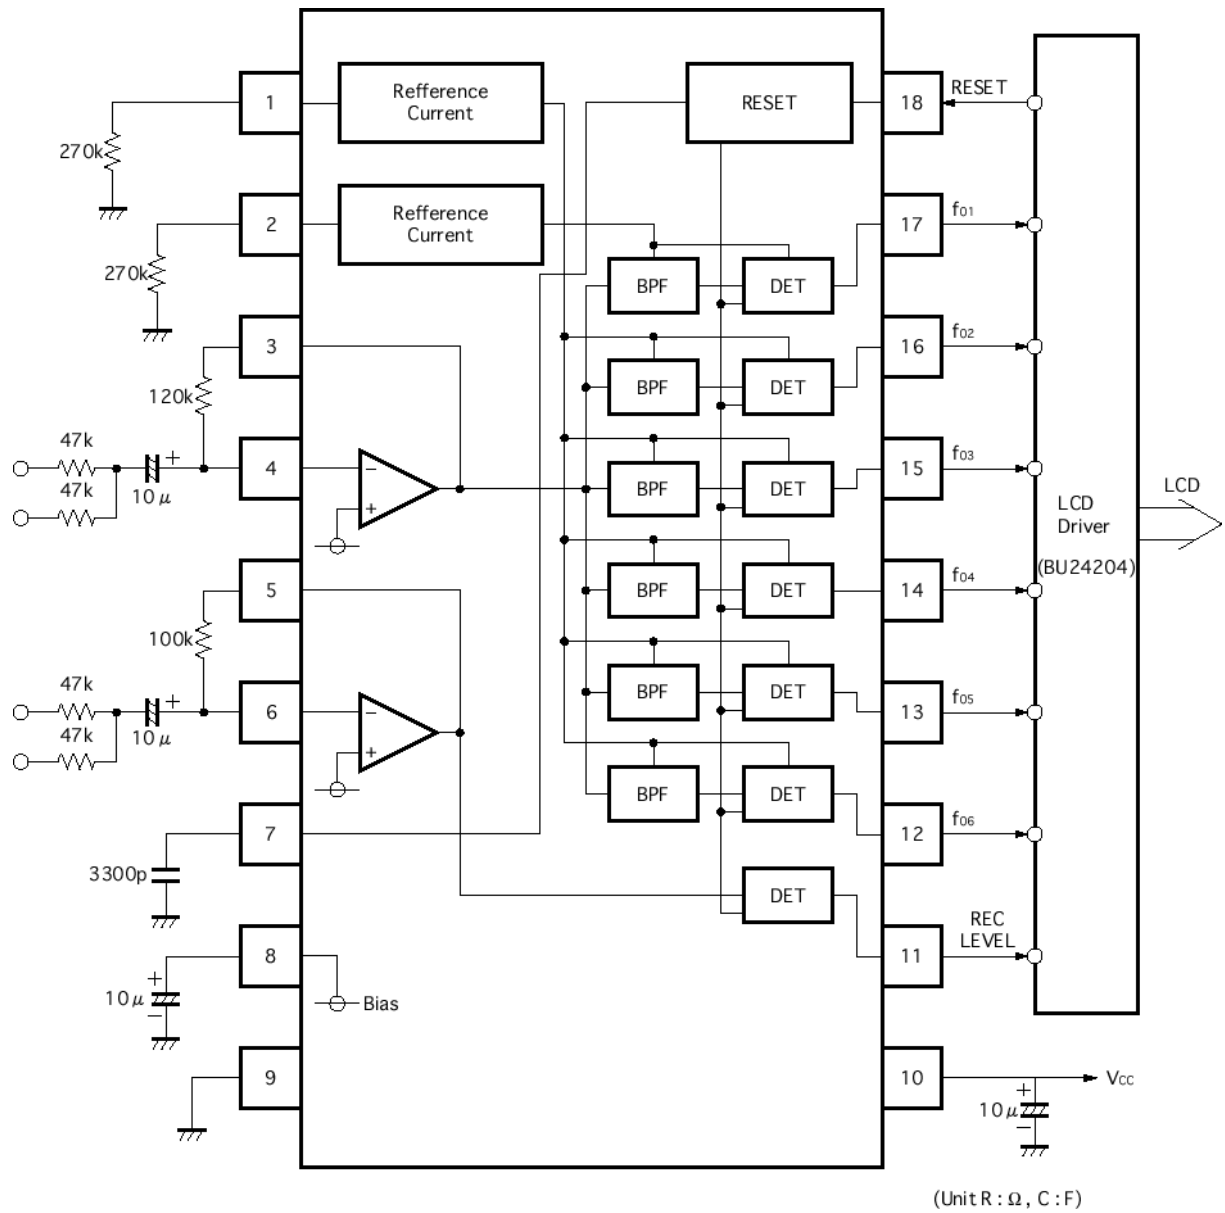 1
Refference
Current
RESET
18
RESET
270k
2
Refference
Current
17
f01
270k
BPF
DET
3
16
f02
120k
BPF
DET
47k
4
−
+
10μ
47k
+
BPF
DET
15
f03
LCD
LCD
Driver
(BU24204)
5
BPF
DET
14
f04
100k
47k
6
−
+
10μ
47k
+
BPF
DET
13
f05
BPF
DET
7
12
f06
3300p
DET
8
REC
LEVEL
11
+
10μ
−
Bias
9
10
Vcc
+
10μ
−
(Unit R : Ω , C : F)